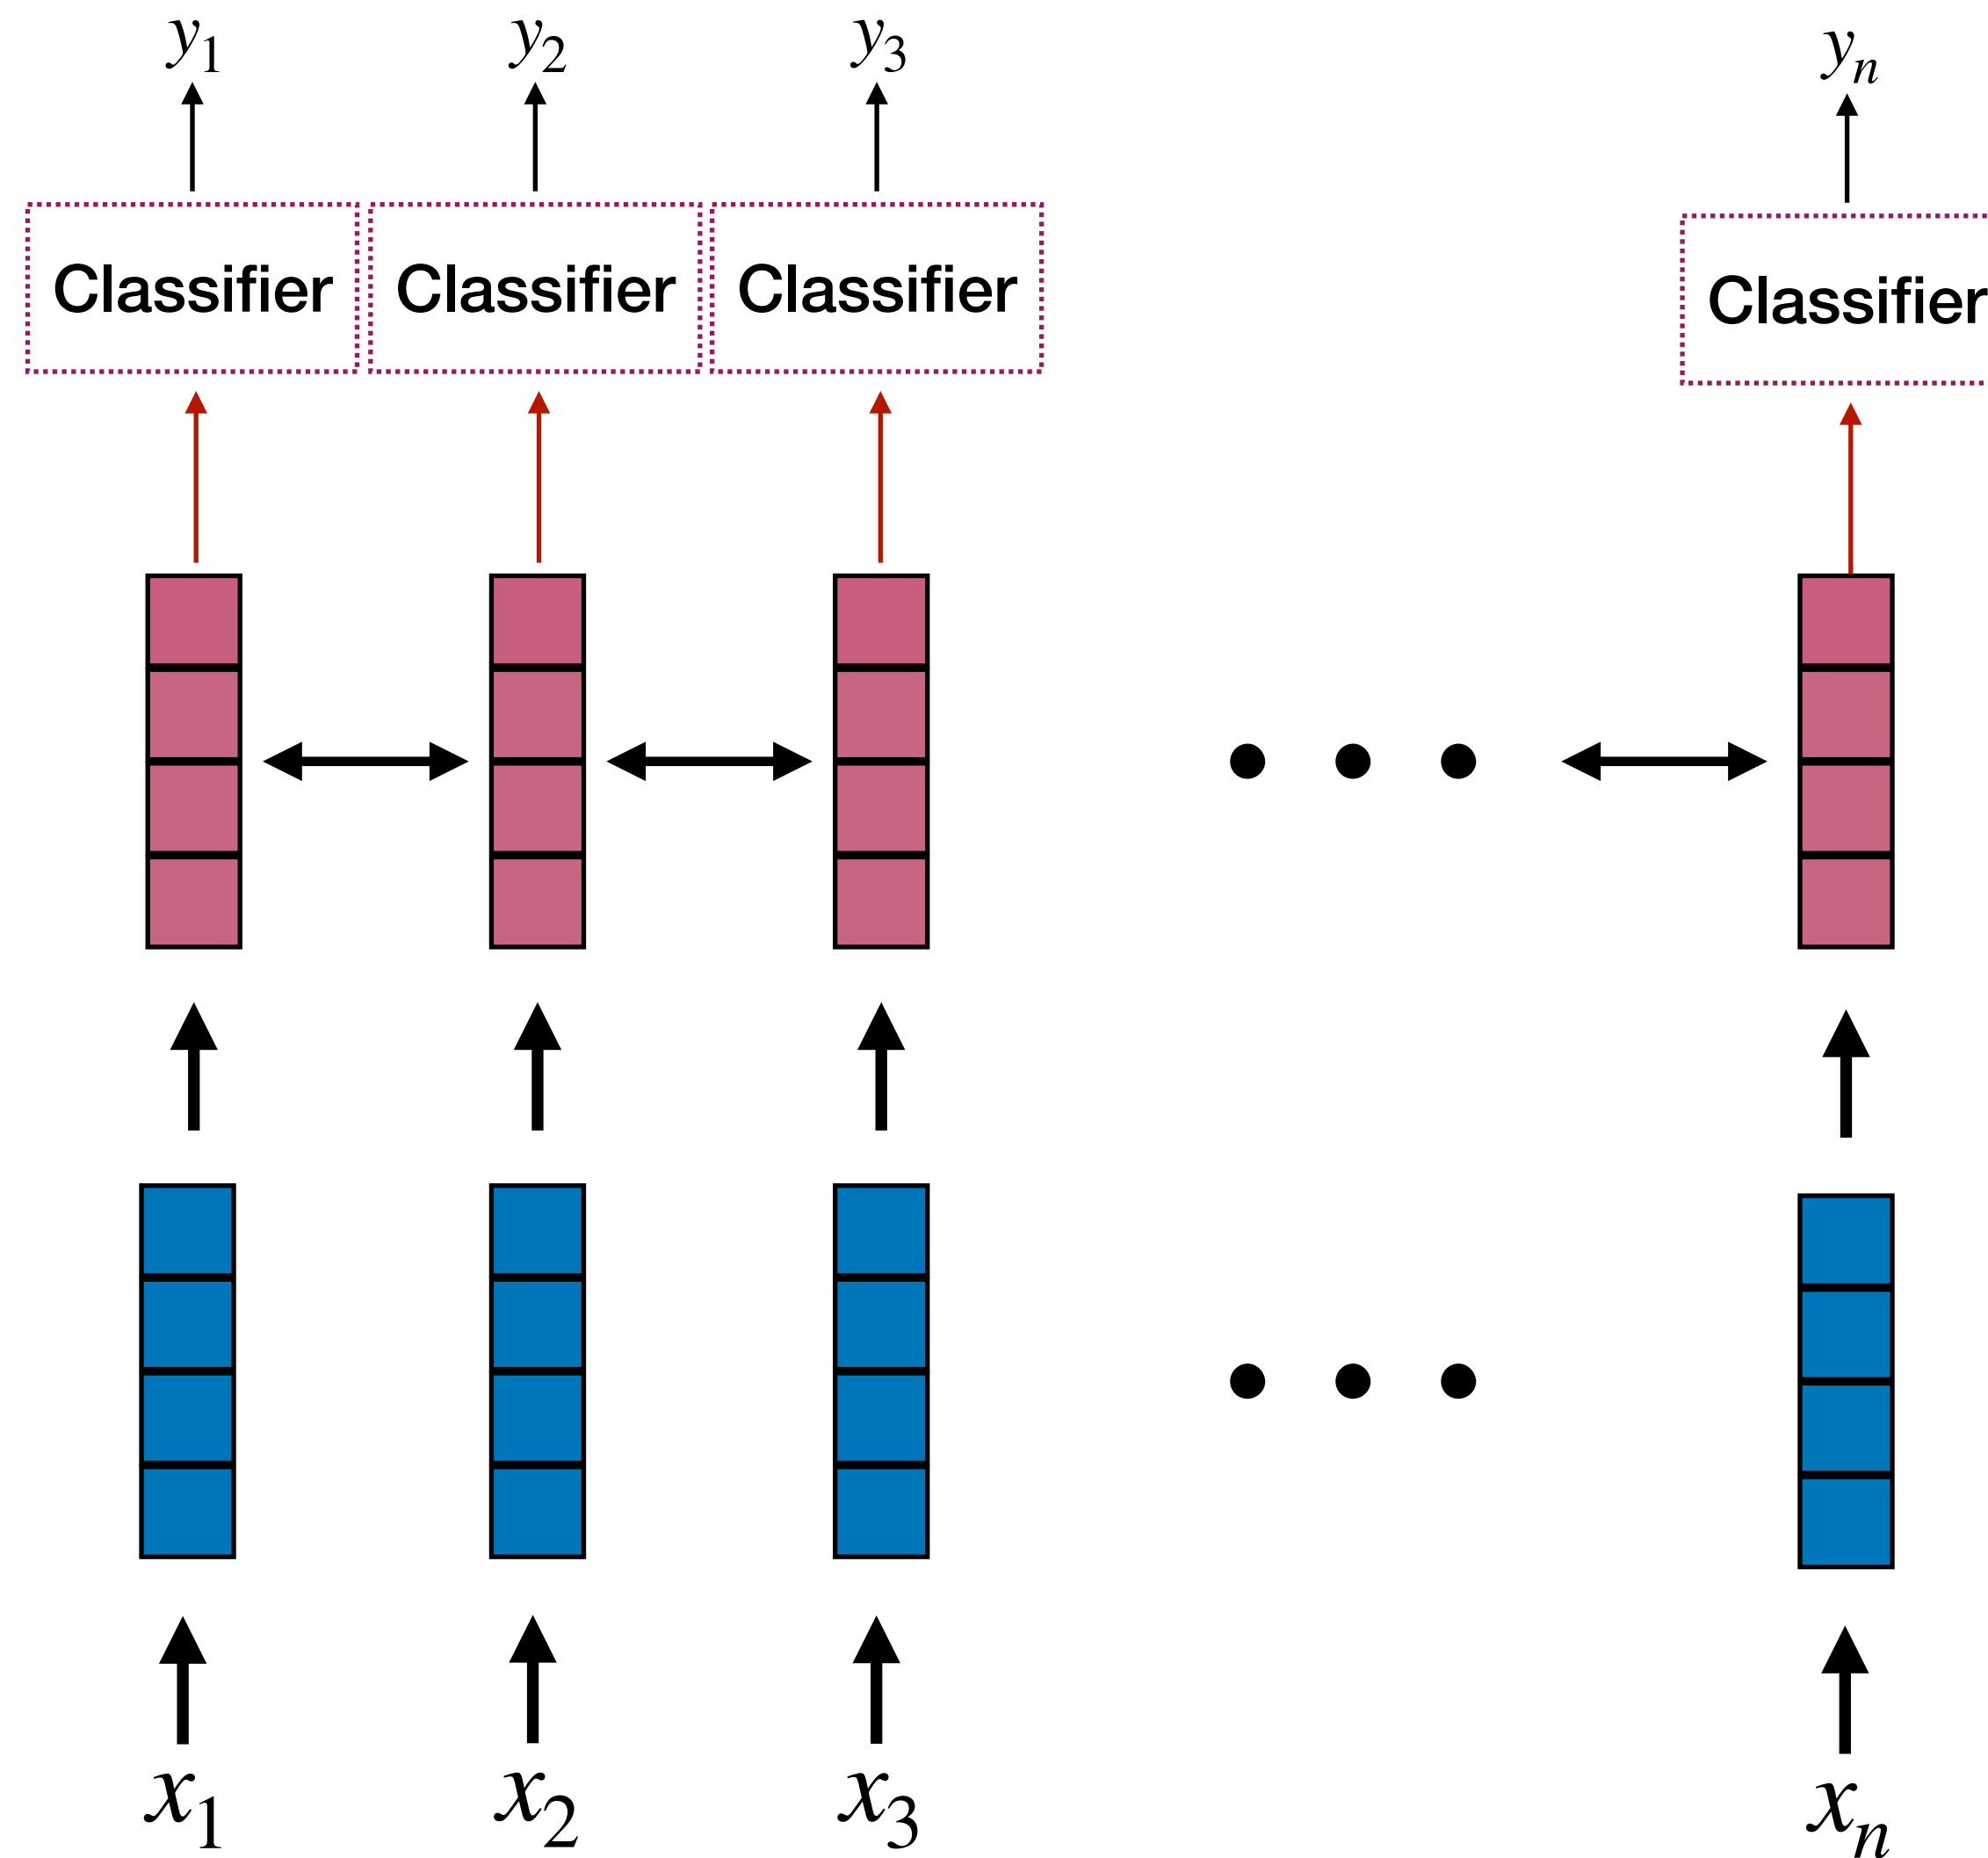 y1 y2 y3 yn
Classifier Classifier Classifier Classifier
x1 x2 x3 xn